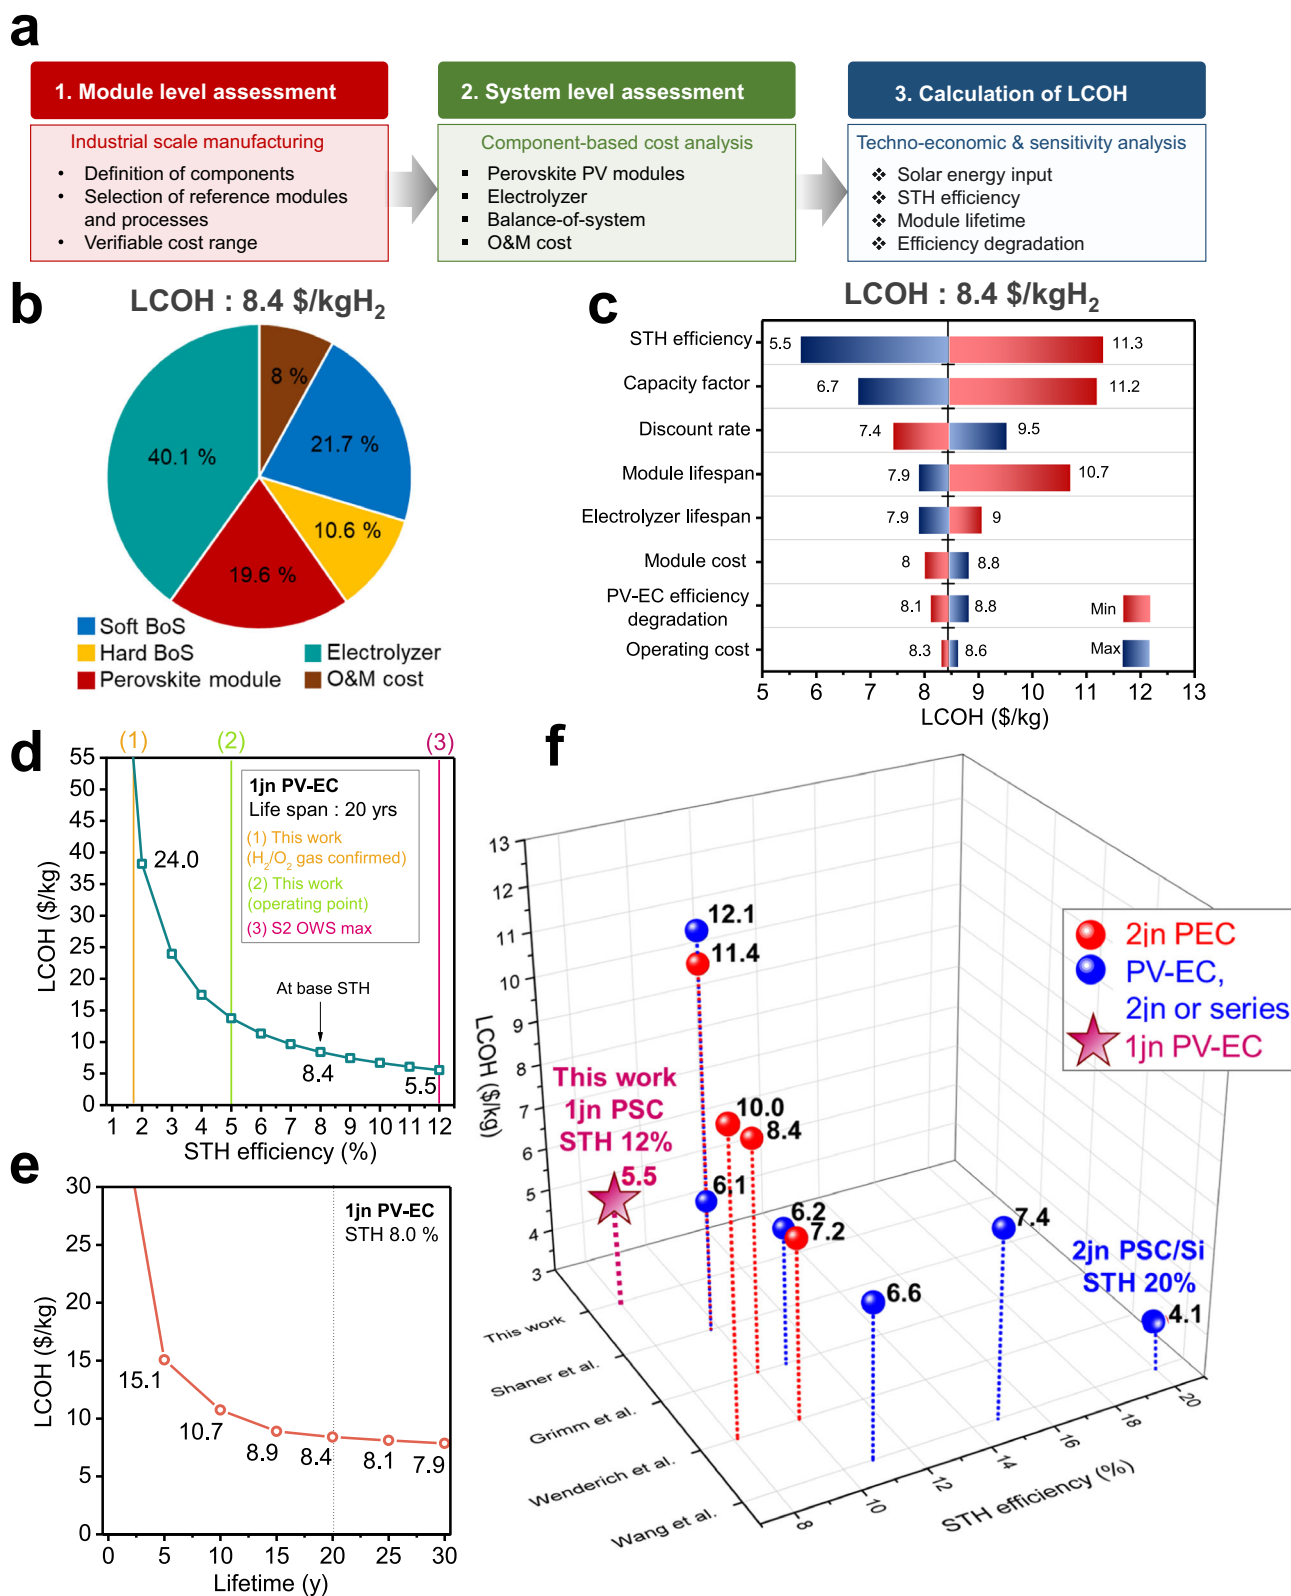 a
1. Module level assessment
Industrial scale manufacturing
• Definition of components
• Selection of reference modules
and processes
• Verifiable cost range
2. System level assessment
Component-based cost analysis
▪ Perovskite PV modules
▪ Electrolyzer
▪ Balance-of-system
▪ O&M cost
3. Calculation of LCOH
Techno-economic & sensitivity analysis
❖ Solar energy input
❖ STH efficiency
❖ Module lifetime
❖ Efficiency degradation
b
LCOH : 8.4 $/kgH₂
8 %
21.7 %
10.6 %
19.6 %
40.1 %
Soft BoS
Hard BoS
Perovskite module
Electrolyzer
O&M cost
c
LCOH : 8.4 $/kgH₂
STH efficiency
5.5
11.3
Capacity factor
6.7
11.2
Discount rate
7.4
9.5
Module lifespan
7.9
10.7
Electrolyzer lifespan
7.9
9
Module cost
8
8.8
PV-EC efficiency
degradation
8.1
8.8
Operating cost
8.3
8.6
Min
Max
5 6 7 8 9 10 11 12 13
LCOH ($/kg)
d
(1) (2) (3)
55
50
45
40
35
30
25
20
15
10
5
0
LCOH ($/kg)
1jn PV-EC
Life span : 20 yrs
(1) This work
(H₂/O₂ gas confirmed)
(2) This work
(operating point)
(3) S2 OWS max
24.0
At base STH
8.4
5.5
1 2 3 4 5 6 7 8 9 10 11 12
STH efficiency (%)
e
30
25
20
15
10
5
0
LCOH ($/kg)
1jn PV-EC
STH 8.0 %
15.1
10.7
8.9
8.4
8.1
7.9
0 5 10 15 20 25 30
Lifetime (y)
f
13
12
11
10
9
8
7
6
5
4
3
LCOH ($/kg)
2jn PEC
PV-EC,
2jn or series
1jn PV-EC
12.1
11.4
This work
1jn PSC
STH 12%
5.5
10.0
8.4
6.1
6.2
7.2
6.6
7.4
2jn PSC/Si
STH 20%
4.1
This work
Shaner et al.
Grimm et al.
Wenderich et al.
Wang et al.
8 10 12 14 16 18 20
STH efficiency (%)